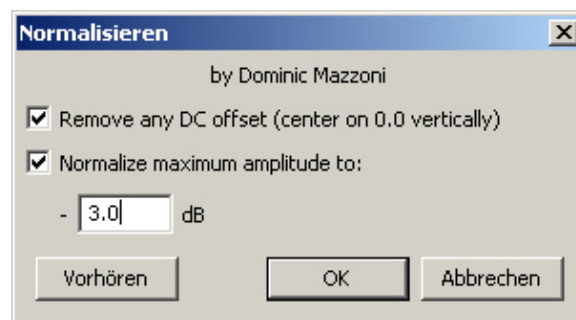 Normalisieren
by Dominic Mazzoni
Remove any DC offset (center on 0.0 vertically)
Normalize maximum amplitude to:
- 3.0 dB
Vorhören OK Abbrechen